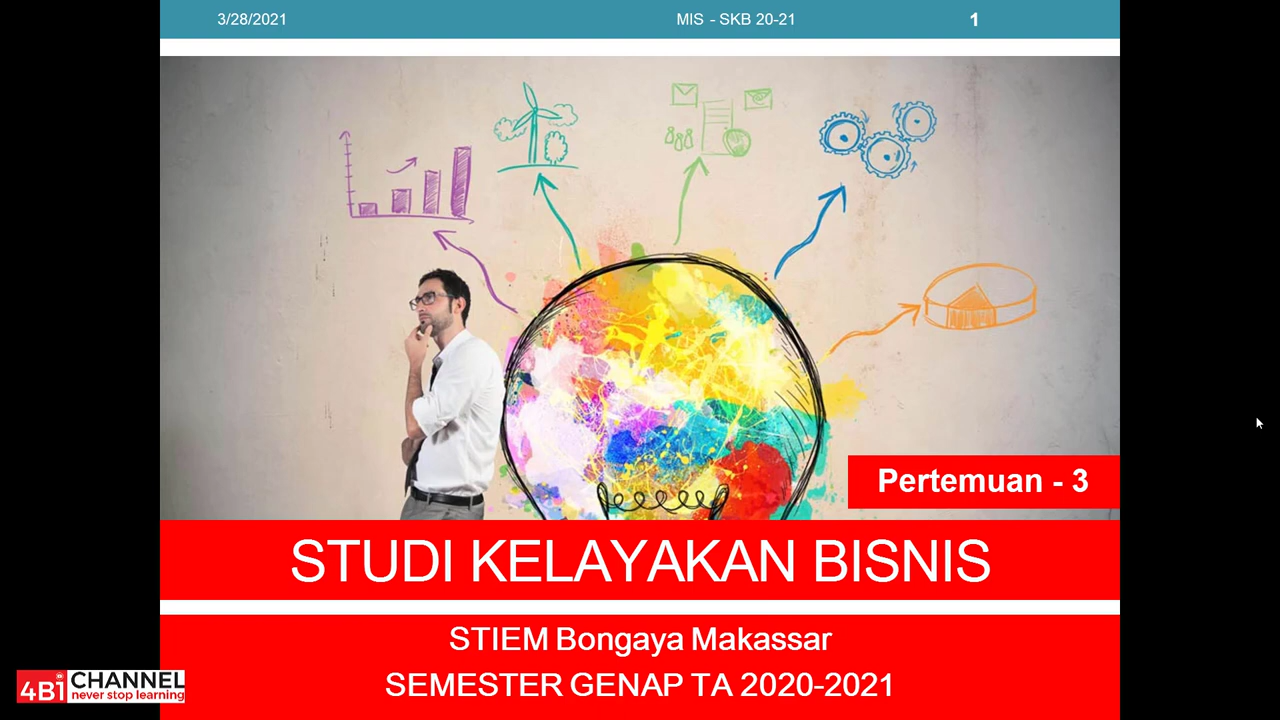 3/28/2021
MIS - SKB 20-21
1
Pertemuan - 3
STUDI KELAYAKAN BISNIS
STIEM Bongaya Makassar
SEMESTER GENAP TA 2020-2021
4Bi CHANNEL
never stop learning